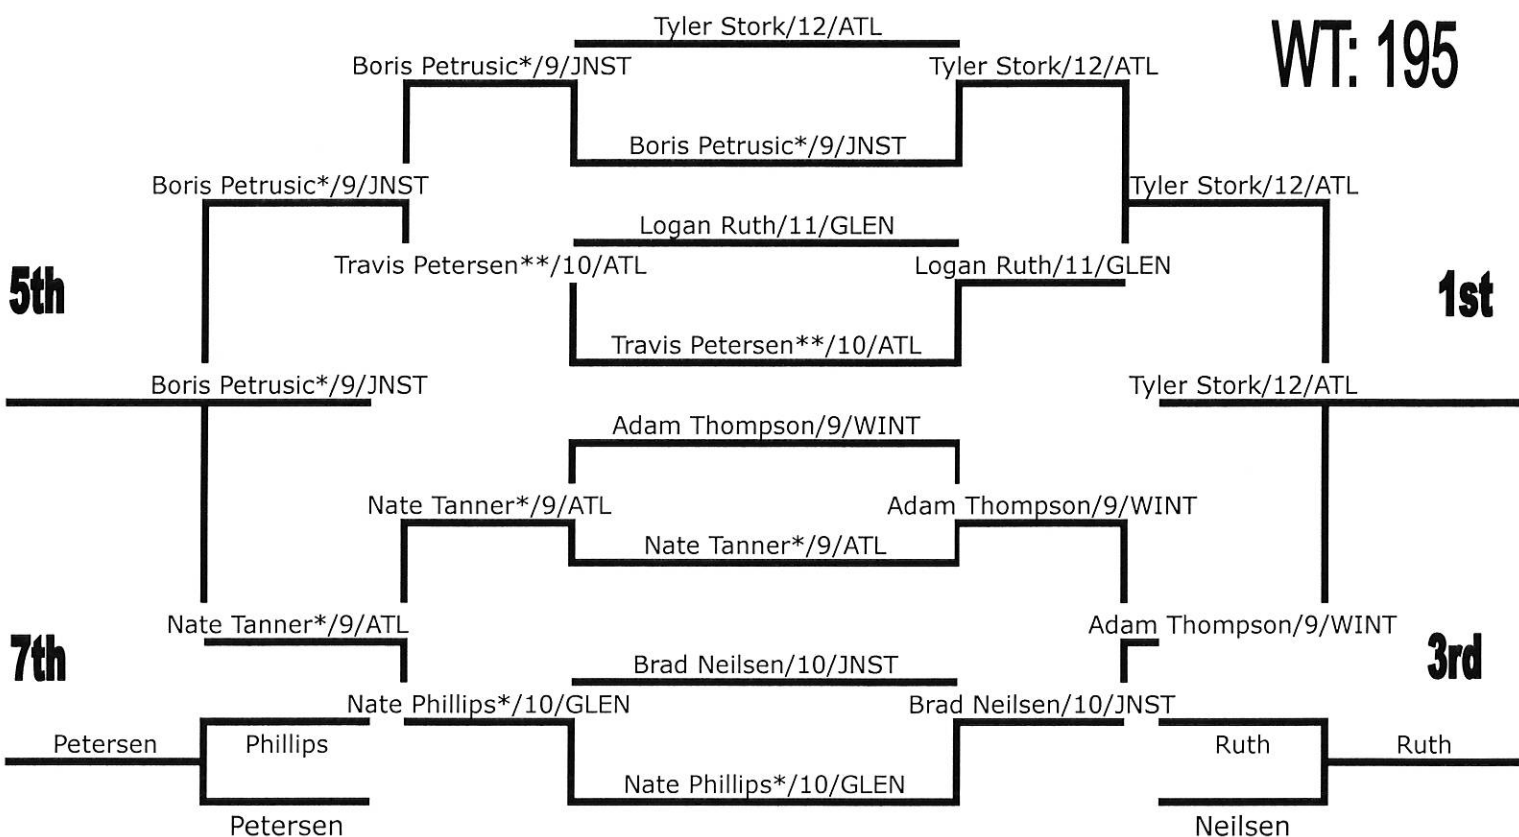 Tyler Stork/12/ATL
WT: 195
Boris Petrusic*/9/JNST
Tyler Stork/12/ATL
Boris Petrusic*/9/JNST
Boris Petrusic*/9/JNST
Tyler Stork/12/ATL
Logan Ruth/11/GLEN
Travis Petersen**/10/ATL
Logan Ruth/11/GLEN
5th
1st
Travis Petersen**/10/ATL
Boris Petrusic*/9/JNST
Tyler Stork/12/ATL
Adam Thompson/9/WINT
Nate Tanner*/9/ATL
Adam Thompson/9/WINT
Nate Tanner*/9/ATL
Nate Tanner*/9/ATL
Adam Thompson/9/WINT
7th
3rd
Brad Neilsen/10/JNST
Nate Phillips*/10/GLEN
Brad Neilsen/10/JNST
Petersen
Phillips
Ruth
Ruth
Nate Phillips*/10/GLEN
Petersen
Neilsen